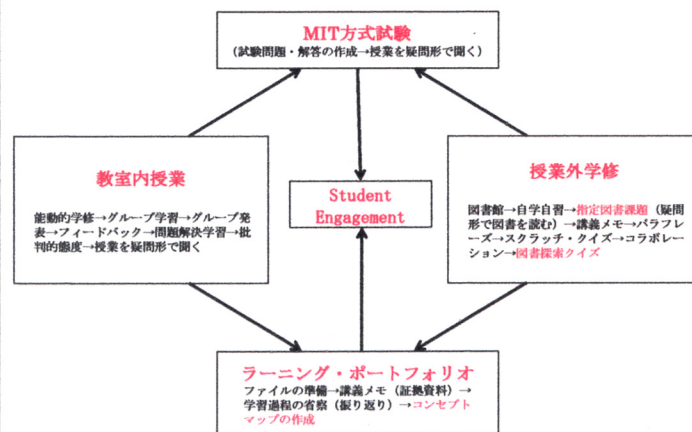 MIT方式試験
(試験問題・解答の作成→授業を疑問形で聞く)
教室内授業
能動的学修→グループ学習→グループ発
表→フィードバック→問題解決学習→批
判的態度→授業を疑問形で聞く
Student
Engagement
授業外学修
図書館→自学自習→指定図書課題(疑問
形で図書を読む)→講義メモ→パラフレ
ーズ→スクラッチ・クイズ→コラボレー
ション→図書探索クイズ
ラーニング・ポートフォリオ
ファイルの準備→講義メモ(証拠資料)→
学習過程の省察(振り返り)→コンセプト
マップの作成